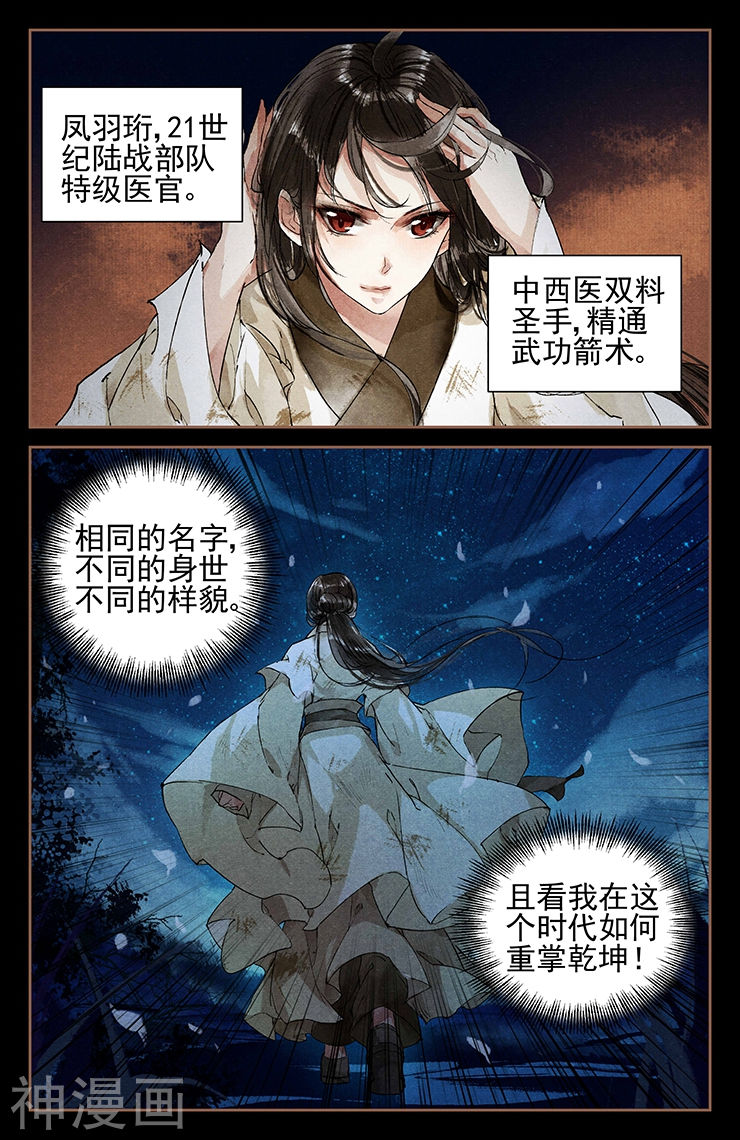 凤羽珩,21世
纪陆战部队
特级医官。
中西医双料
圣手,精通
武功箭术。
相同的名字,
不同的身世
不同的样貌。
且看我在这
个时代如何
重掌乾坤!
神漫画